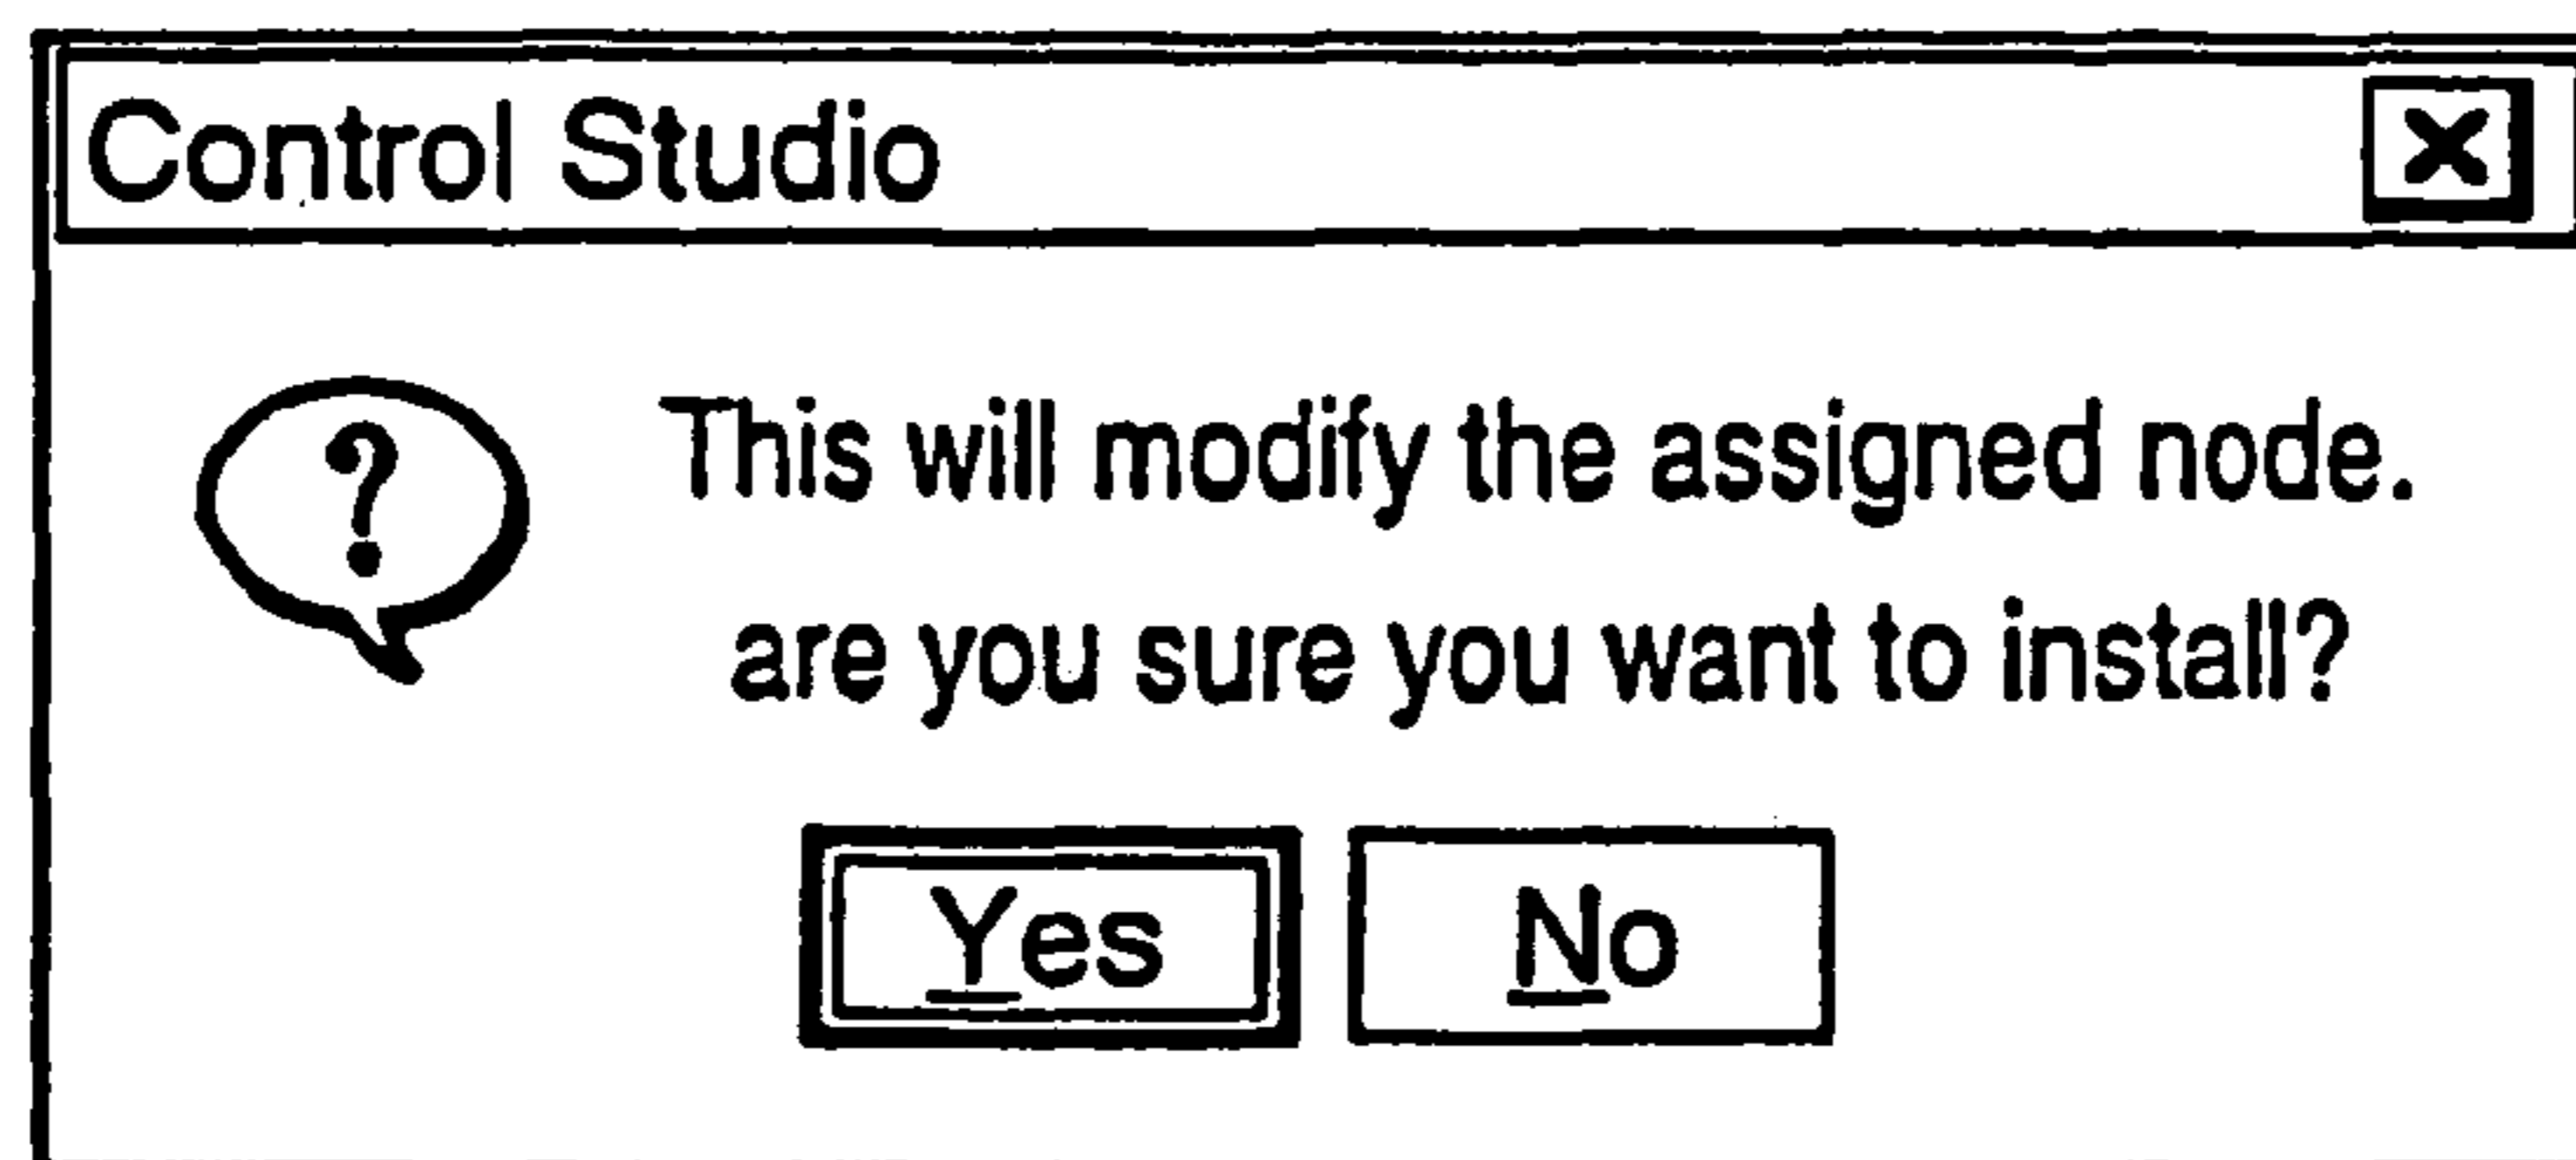 Control Studio
?
This will modify the assigned node.
are you sure you want to install?
Yes No